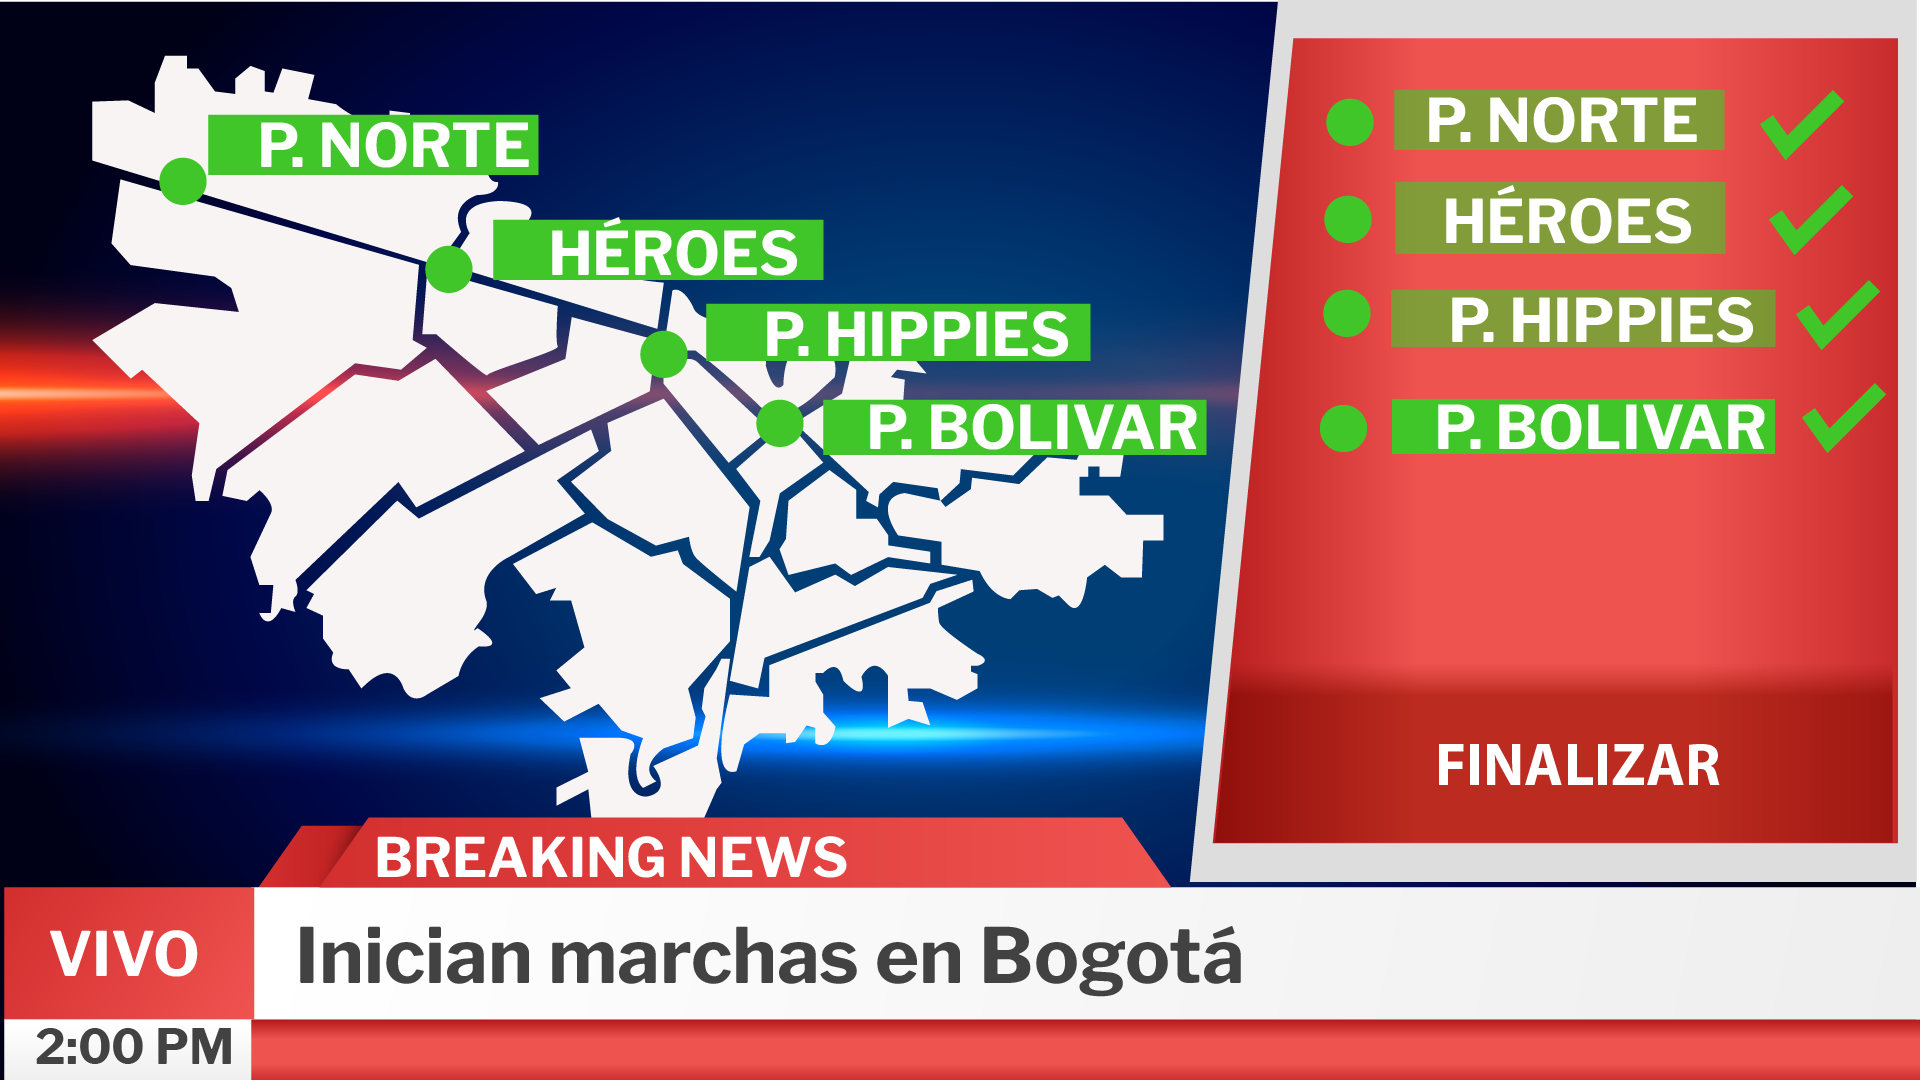 P. NORTE
HÉROES
P. HIPPIES
P. BOLIVAR
P. NORTE
HÉROES
P. HIPPIES
P. BOLIVAR
FINALIZAR
BREAKING NEWS
VIVO
Inician marchas en Bogotá
2:00 PM